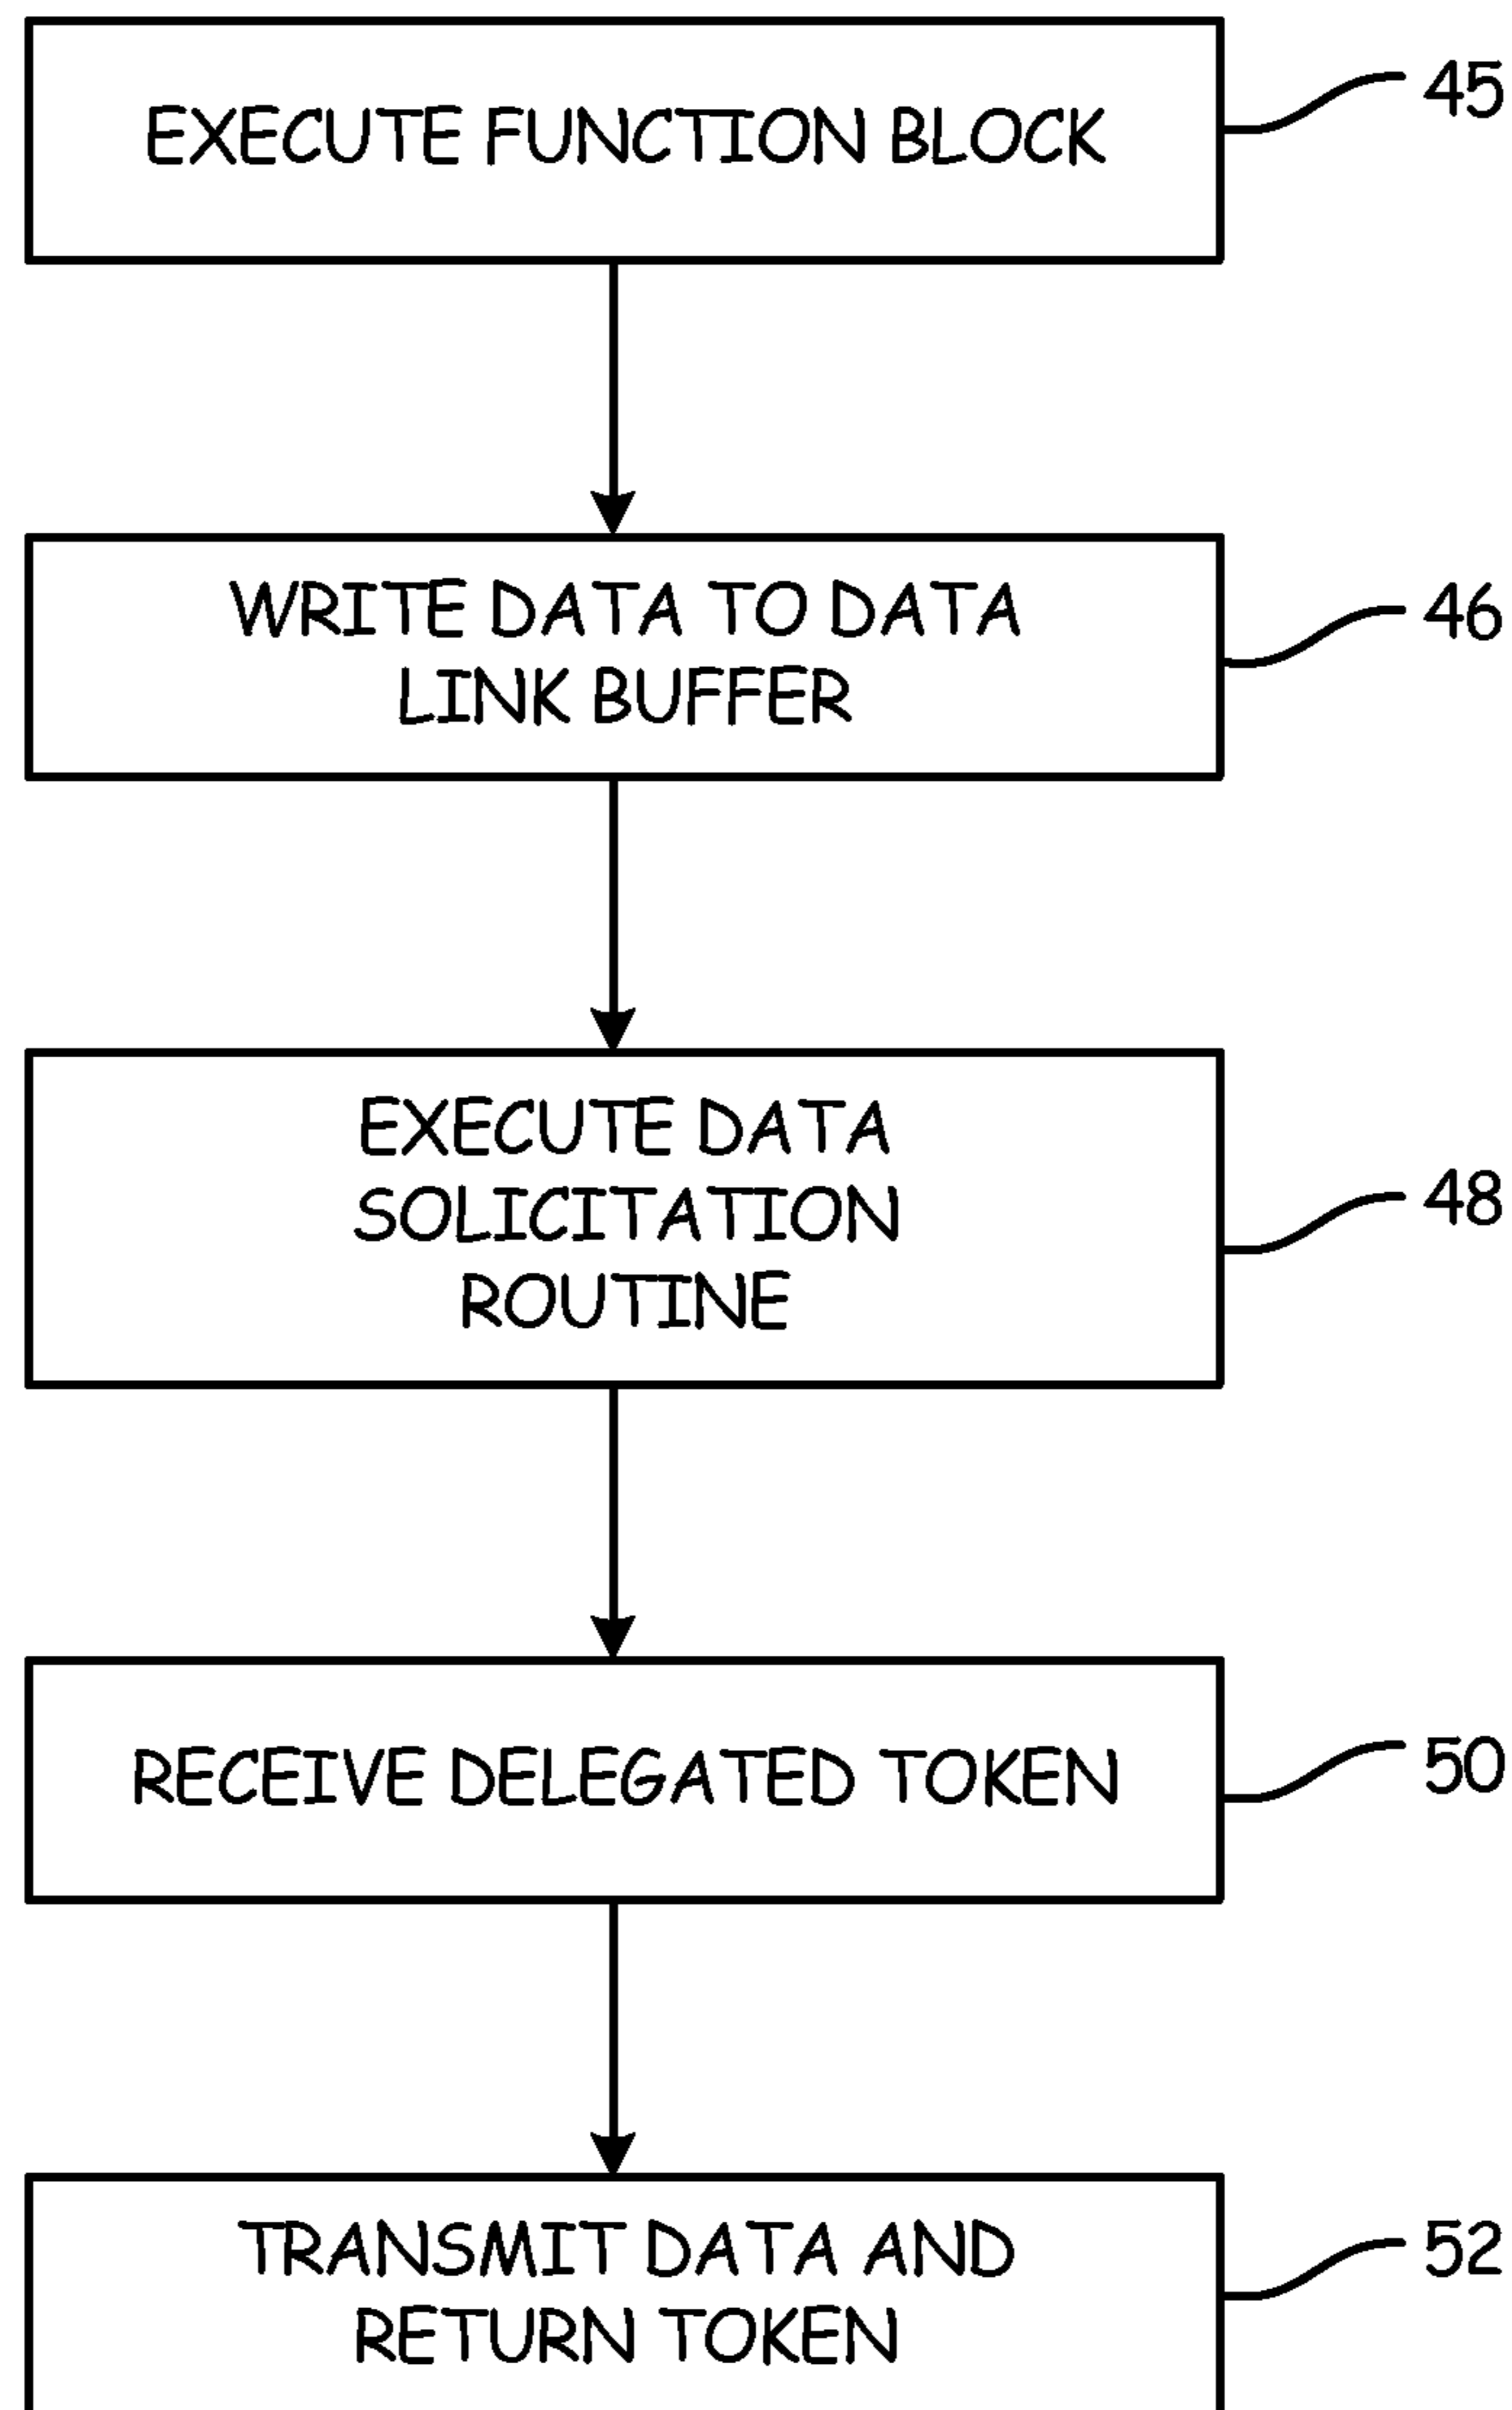 EXECUTE FUNCTION BLOCK
45
WRITE DATA TO DATA
LINK BUFFER
46
EXECUTE DATA
SOLICITATION
ROUTINE
48
RECEIVE DELEGATED TOKEN
50
TRANSMIT DATA AND
RETURN TOKEN
52